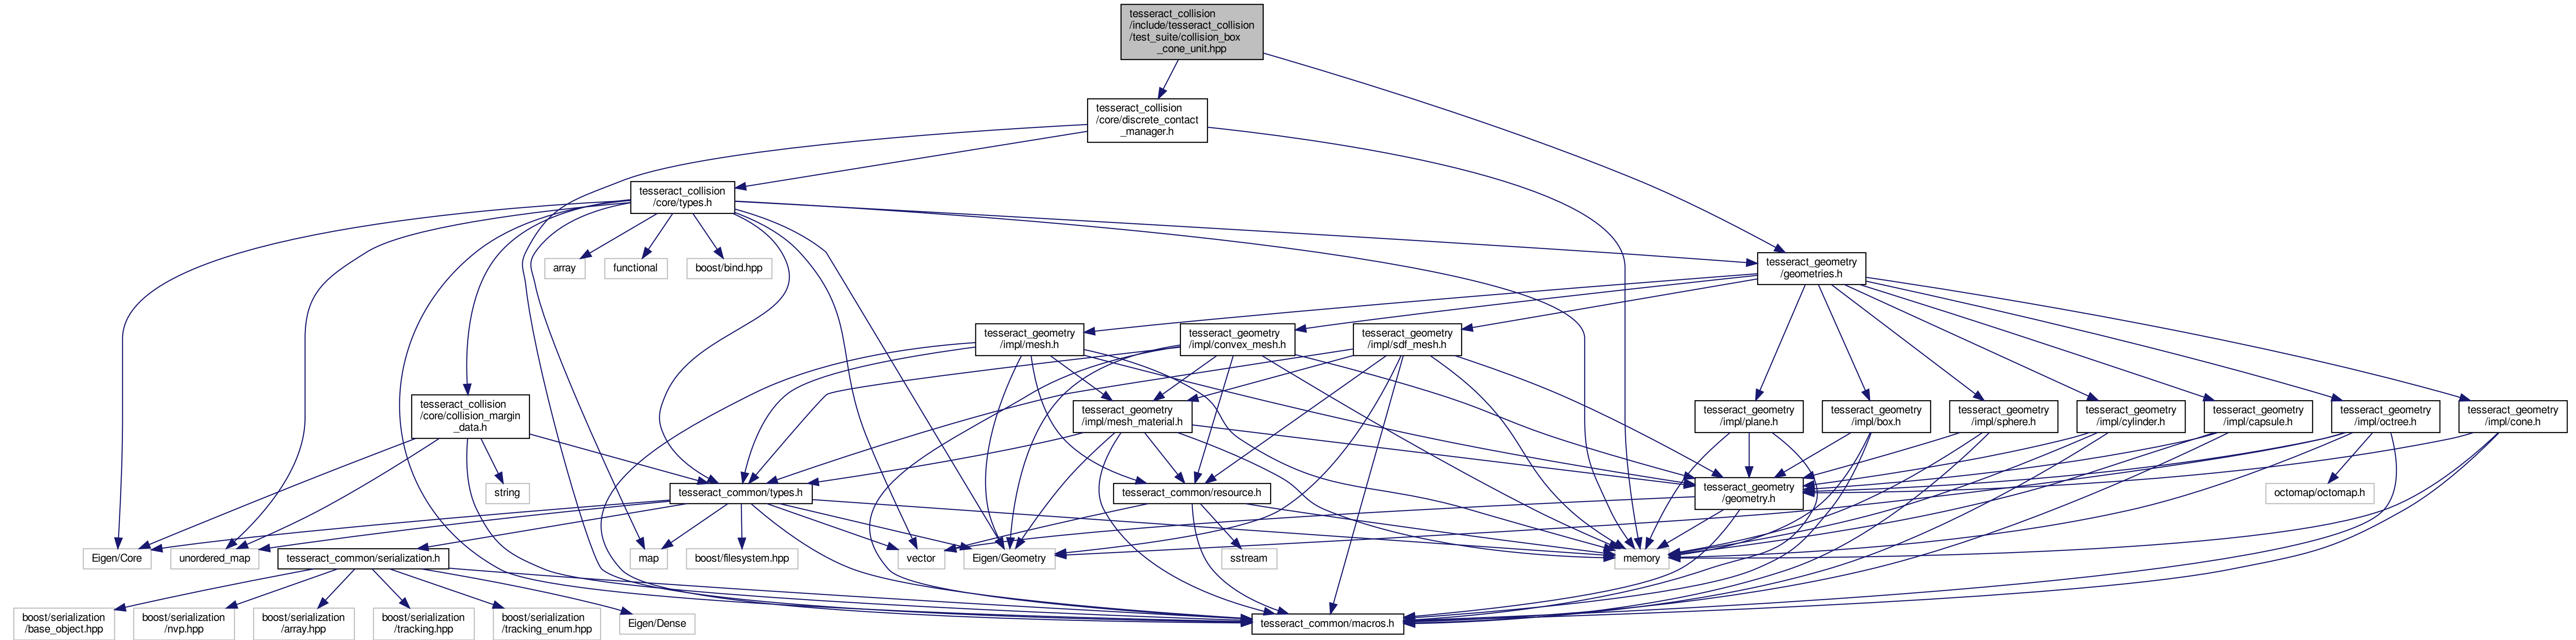 tesseract_collision
/include/tesseract_collision
/test_suite/collision_box
_cone_unit.hpp
tesseract_collision
/core/discrete_contact
_manager.h
tesseract_collision
/core/types.h
array
functional
boost/bind.hpp
tesseract_geometry
/geometries.h
tesseract_geometry
/impl/mesh.h
tesseract_geometry
/impl/convex_mesh.h
tesseract_geometry
/impl/sdf_mesh.h
tesseract_collision
/core/collision_margin
_data.h
tesseract_geometry
/impl/mesh_material.h
tesseract_geometry
/impl/plane.h
tesseract_geometry
/impl/box.h
tesseract_geometry
/impl/sphere.h
tesseract_geometry
/impl/cylinder.h
tesseract_geometry
/impl/capsule.h
tesseract_geometry
/impl/octree.h
tesseract_geometry
/impl/cone.h
string
tesseract_common/types.h
tesseract_common/resource.h
tesseract_geometry
/geometry.h
octomap/octomap.h
Eigen/Core
unordered_map
tesseract_common/serialization.h
map
boost/filesystem.hpp
vector
Eigen/Geometry
sstream
memory
boost/serialization
/base_object.hpp
boost/serialization
/nvp.hpp
boost/serialization
/array.hpp
boost/serialization
/tracking.hpp
boost/serialization
/tracking_enum.hpp
Eigen/Dense
tesseract_common/macros.h